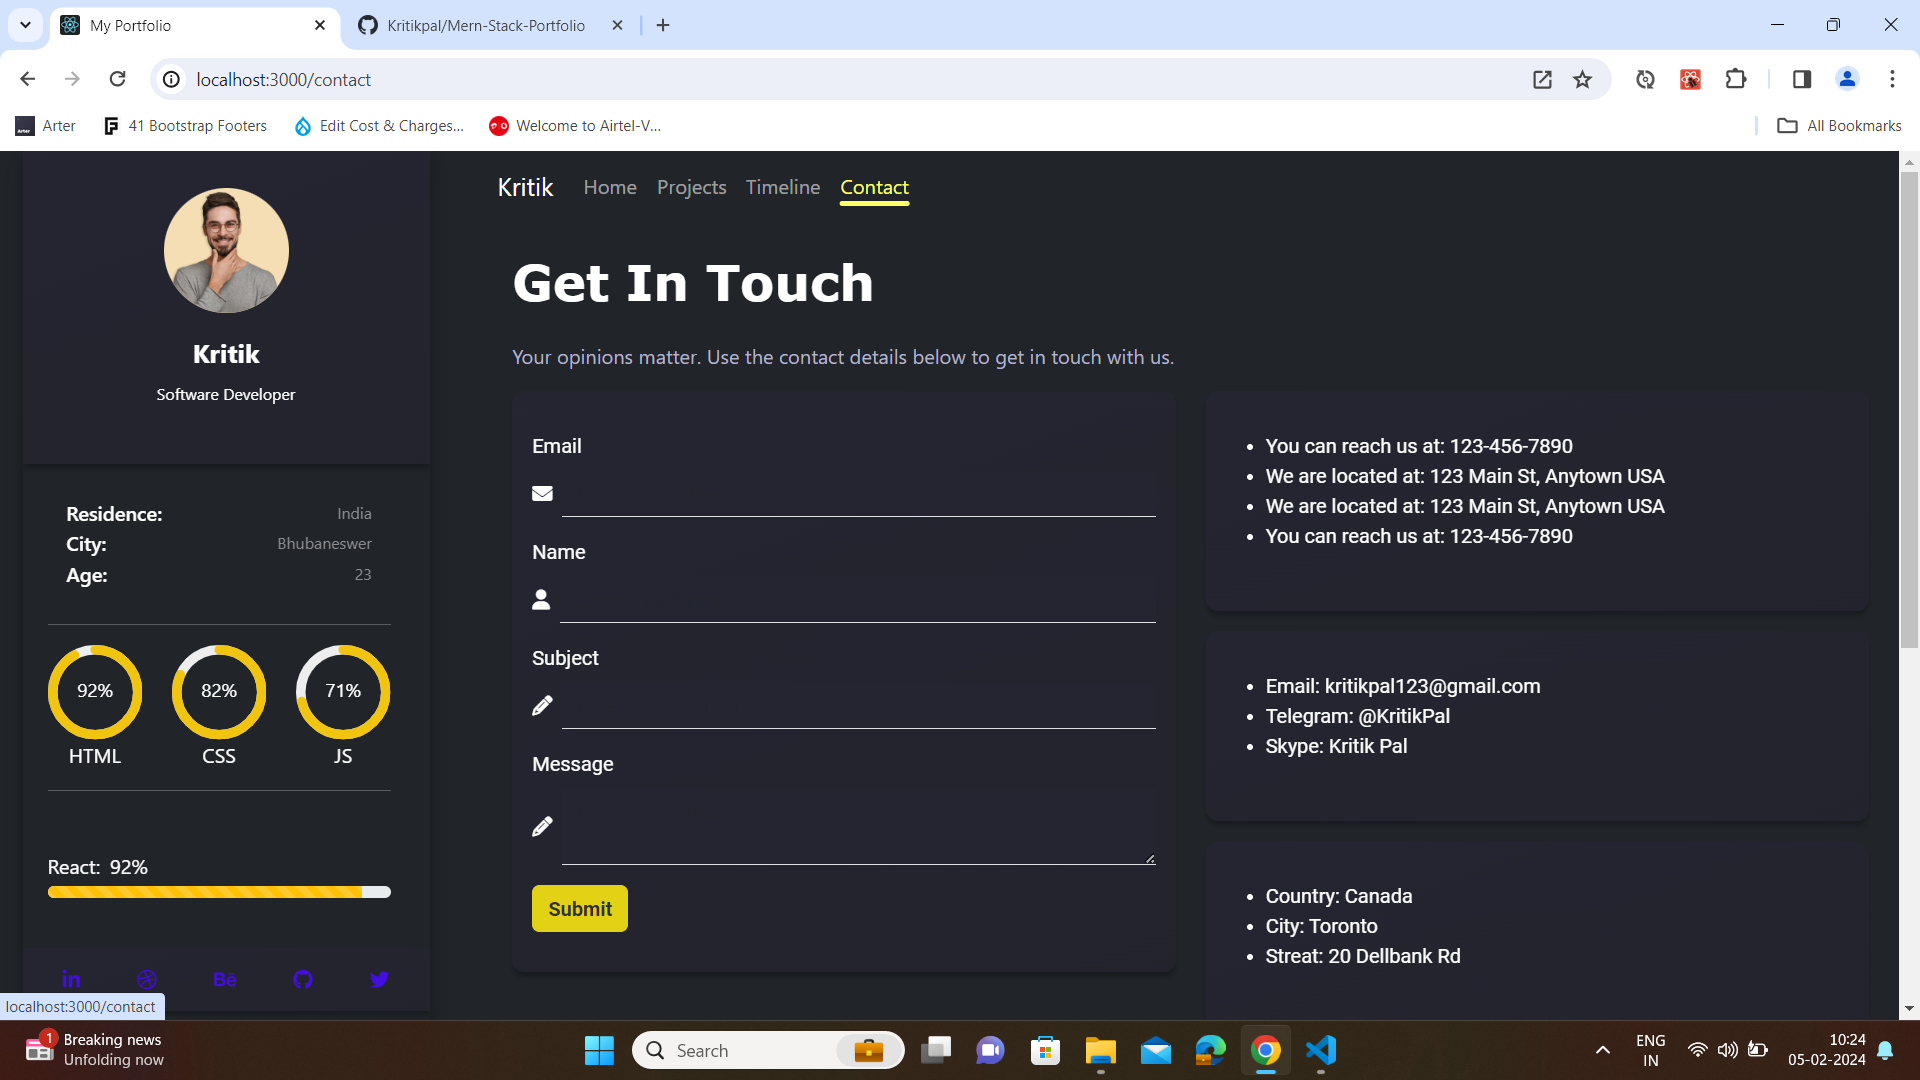 My Portfolio
Kritikpal/Mern-Stack-Portfolio
localhost:3000/contact
Arter
41 Bootstrap Footers
Edit Cost & Charges...
Welcome to Airtel-V...
All Bookmarks
Kritik
Software Developer
Residence: India
City: Bhubaneswer
Age: 23
92%
82%
71%
HTML
CSS
JS
React: 92%
in
Bē
localhost:3000/contact
Kritik
Home
Projects
Timeline
Contact
Get In Touch
Your opinions matter. Use the contact details below to get in touch with us.
Email
Name
Subject
Message
Submit
You can reach us at: 123-456-7890
We are located at: 123 Main St, Anytown USA
We are located at: 123 Main St, Anytown USA
You can reach us at: 123-456-7890
Email: kritikpal123@gmail.com
Telegram: @KritikPal
Skype: Kritik Pal
Country: Canada
City: Toronto
Streat: 20 Dellbank Rd
1
Breaking news
Unfolding now
Search
ENG
IN
10:24
05-02-2024